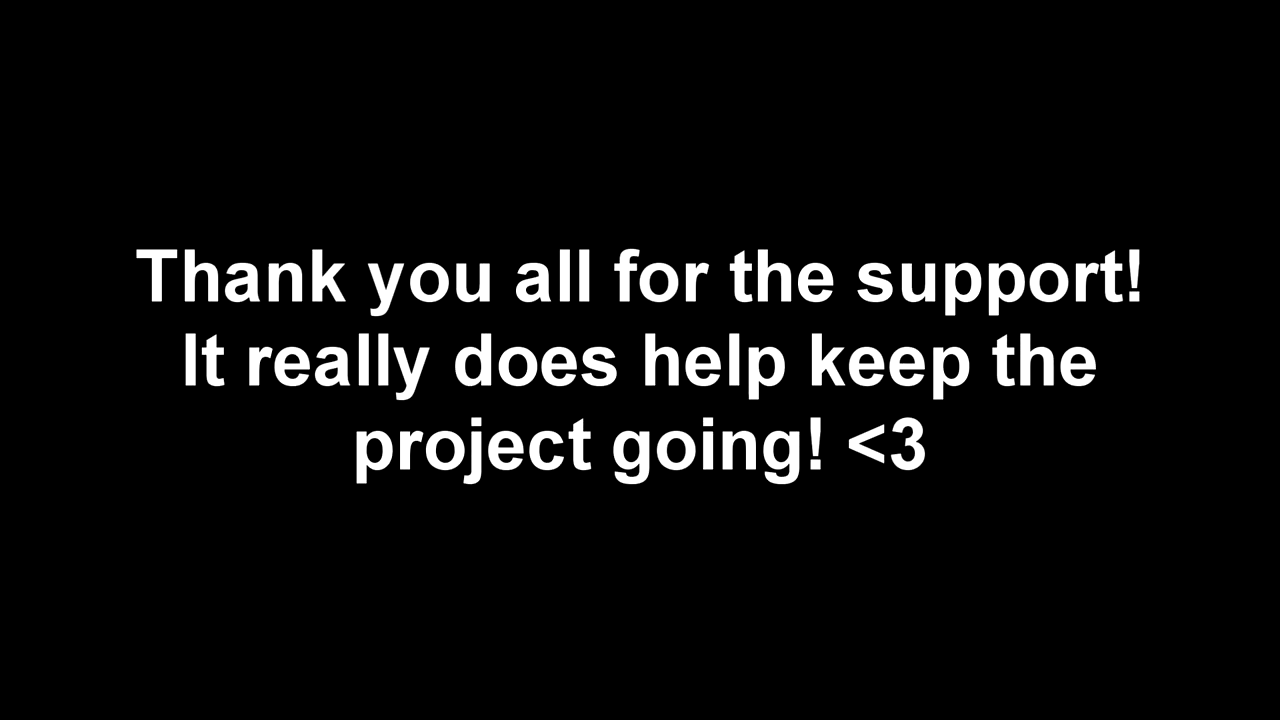 Thank you all for the support!
It really does help keep the
project going! <3